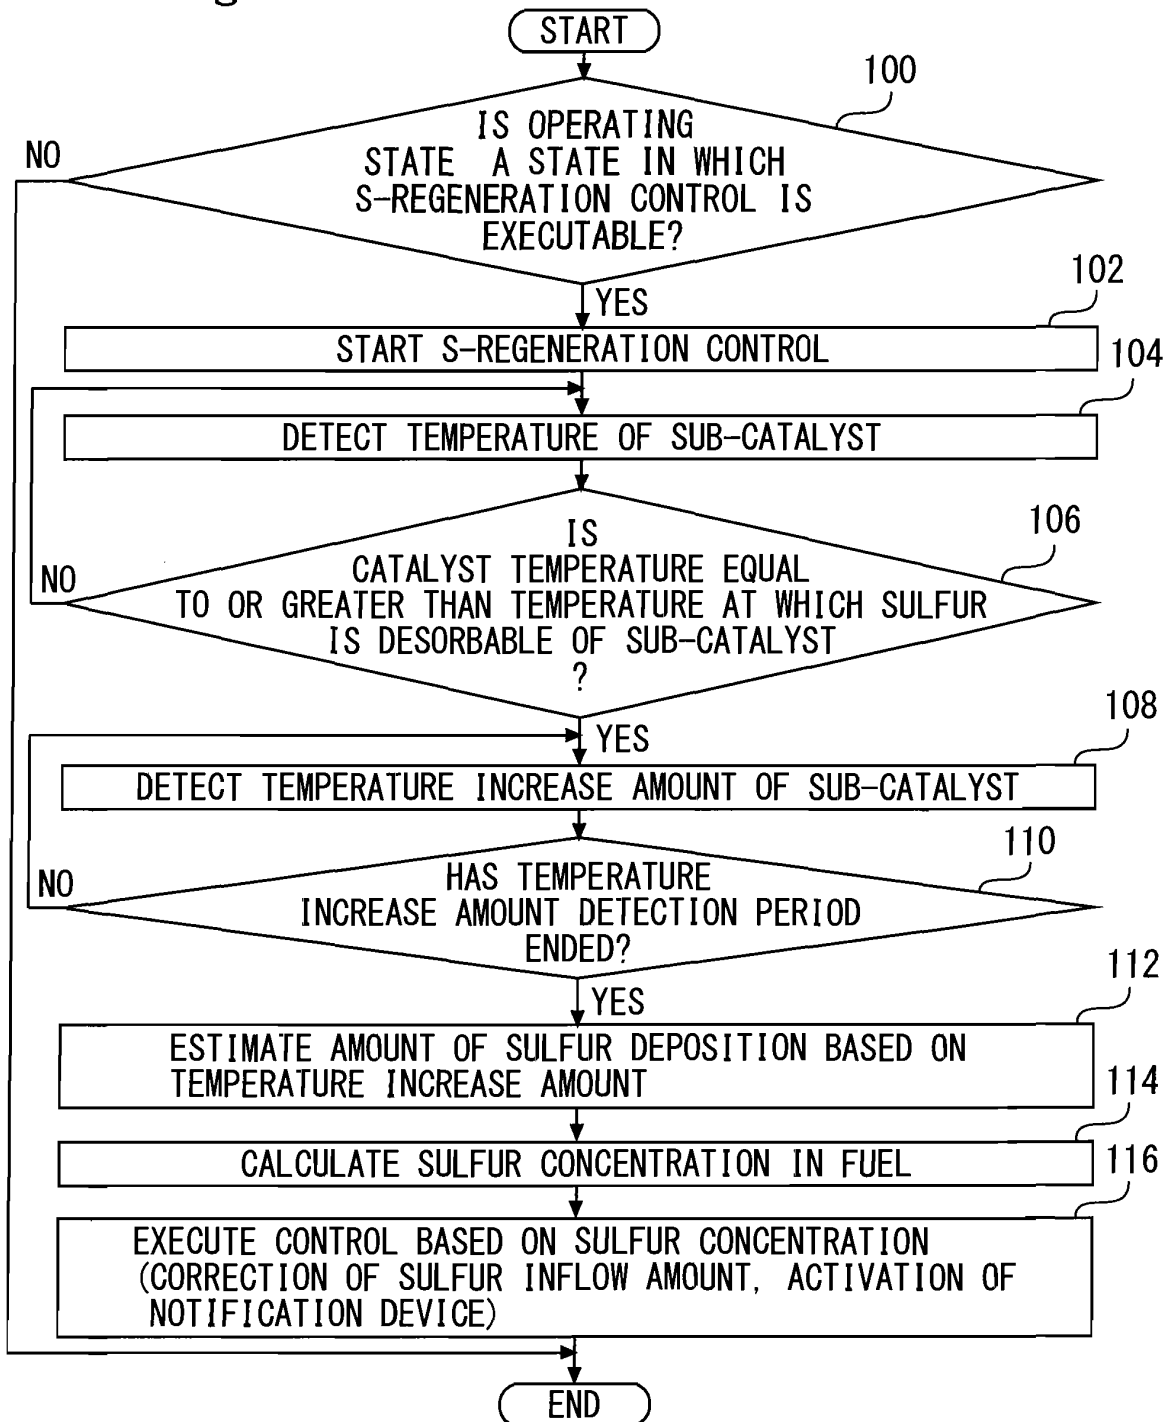 START
100
IS OPERATING
STATE A STATE IN WHICH
S-REGENERATION CONTROL IS
EXECUTABLE?
NO
YES
102
START S-REGENERATION CONTROL
104
DETECT TEMPERATURE OF SUB-CATALYST
106
IS
CATALYST TEMPERATURE EQUAL
TO OR GREATER THAN TEMPERATURE AT WHICH SULFUR
IS DESORBABLE OF SUB-CATALYST
?
NO
YES
108
DETECT TEMPERATURE INCREASE AMOUNT OF SUB-CATALYST
110
HAS TEMPERATURE
INCREASE AMOUNT DETECTION PERIOD
ENDED?
NO
YES
112
ESTIMATE AMOUNT OF SULFUR DEPOSITION BASED ON
TEMPERATURE INCREASE AMOUNT
114
CALCULATE SULFUR CONCENTRATION IN FUEL
116
EXECUTE CONTROL BASED ON SULFUR CONCENTRATION
(CORRECTION OF SULFUR INFLOW AMOUNT, ACTIVATION OF
NOTIFICATION DEVICE)
END